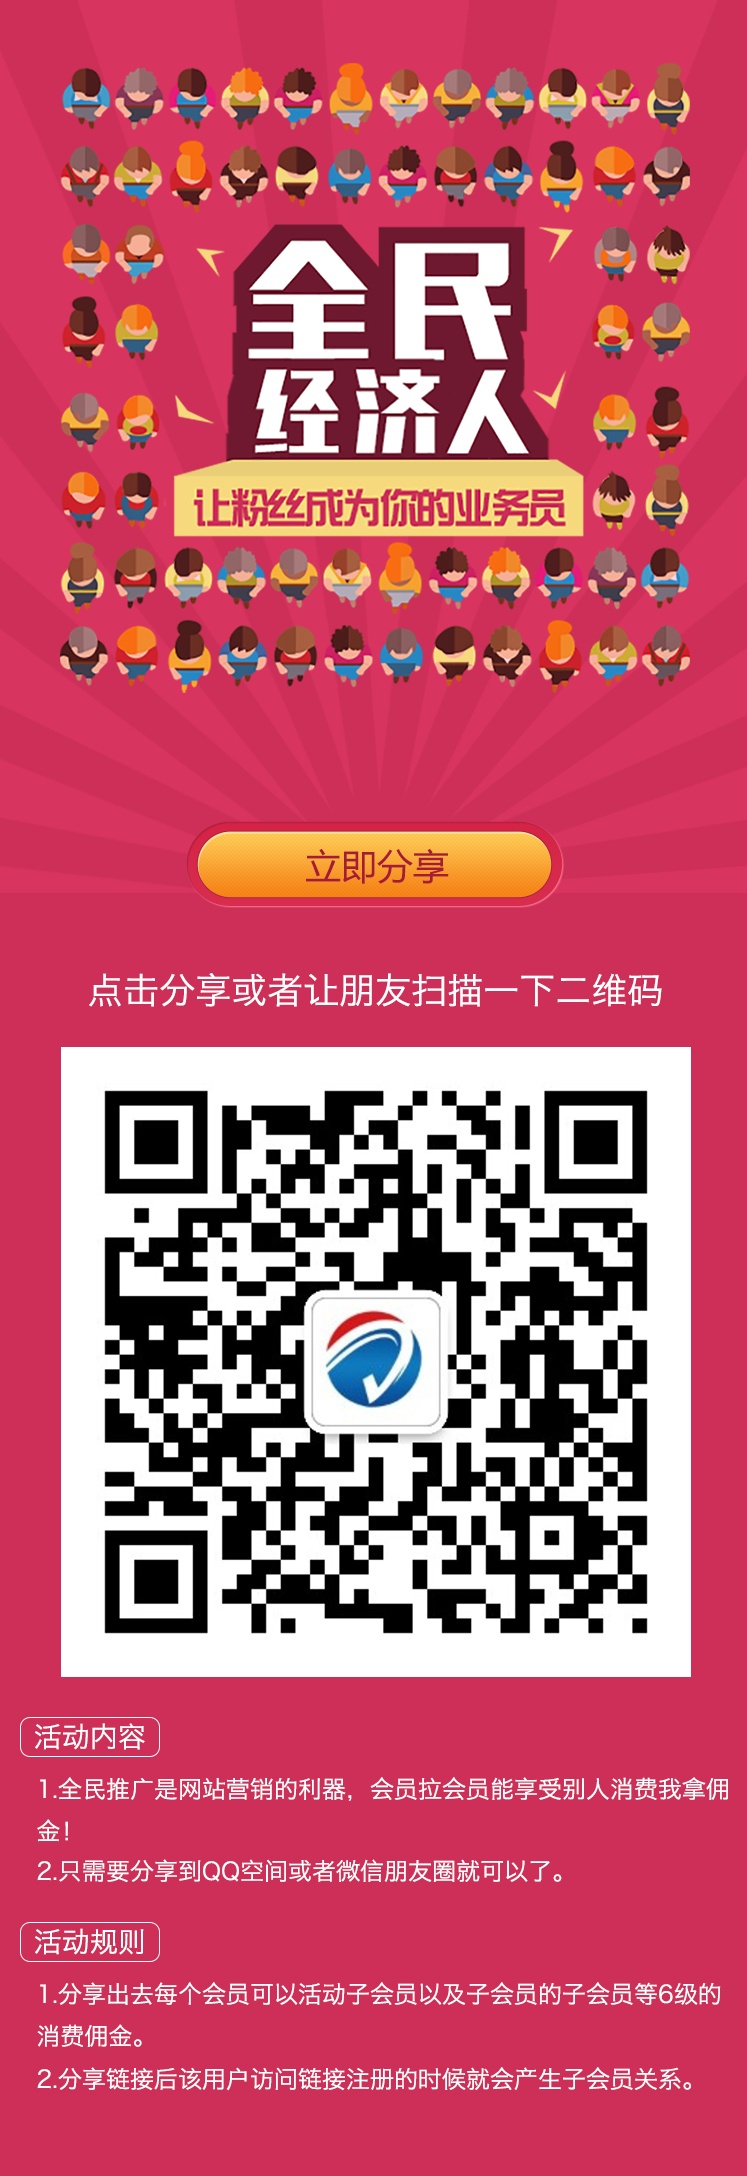 全民
经济人
让粉丝成为你的业务员
立即分享
点击分享或者让朋友扫描一下二维码
活动内容
1.全民推广是网站营销的利器，会员拉会员能享受别人消费我拿佣
金！
2.只需要分享到QQ空间或者微信朋友圈就可以了。
活动规则
1.分享出去每个会员可以活动子会员以及子会员的子会员等6级的
消费佣金。
2.分享链接后该用户访问链接注册的时候就会产生子会员关系。